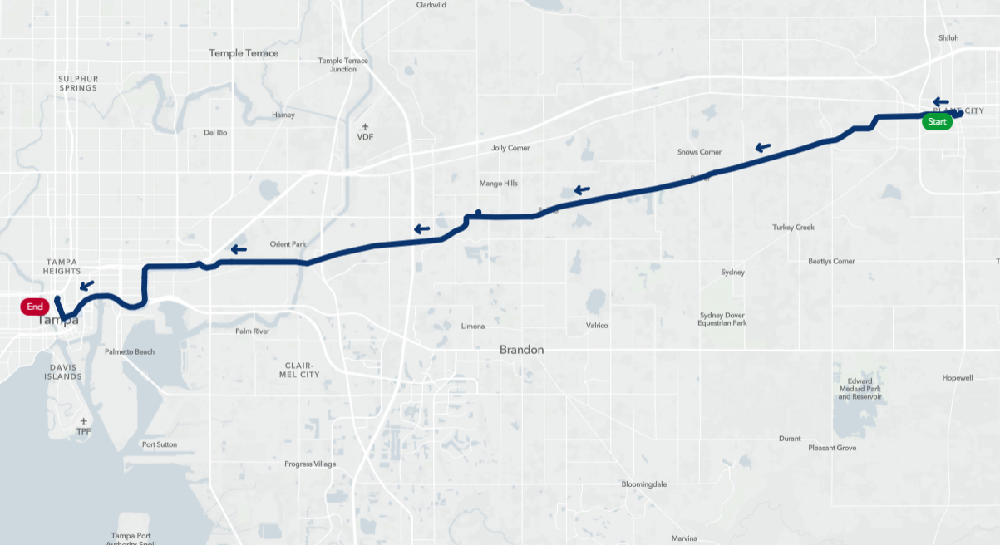 Clarkwild
Shiloh
Temple Terrace
Temple Terrace
Junction
SULPHUR
SPRINGS
PLANT CITY
Start
Harney
Del Rio
VDF
Jolly Corner
Snows Corner
Mango Hills
Turkey Creek
Orient Park
Beattys Corner
TAMPA
HEIGHTS
Sydney
End
Tampa
Sydney Dover
Equestrian Park
Limona
Valrico
Palm River
Palmetto Beach
Brandon
DAVIS
ISLANDS
CLAIR-
MEL CITY
Hopewell
Edward
Medard Park
and Reservoir
TPF
Durant
Port Sutton
Pleasant Grove
Progress Village
Bloomingdale
Tampa Port
Authority Spoil
Marvina